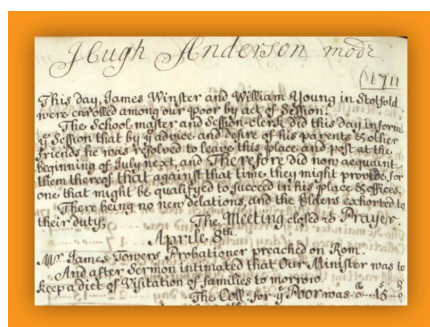 J Hugh Anderson modr
(1711
This day, James Winster and William Young in Stotfold
were enrolled among our poor by act of Session.
The School-master and Session-clerk did this day inform
yͤ Session that by yͤ advice and desire of his parents & other
friends he was resolved to leave this place and post at the
beginning of July next, and Therefore did now acquaint
them thereof that against that time they might provide for
one that might be qualified to succeed in his place & offices.
There being no new delations, and the Elders exhorted to
their duty; The Meeting closed wᵗ Prayer.
Aprile 8th
Mr James Towers Probationer preached on Rom.
And after Sermon intimated that Our Minister was to
keep a diet of Visitation of families to morrow.
The Coll: for yͤ Poor was 15